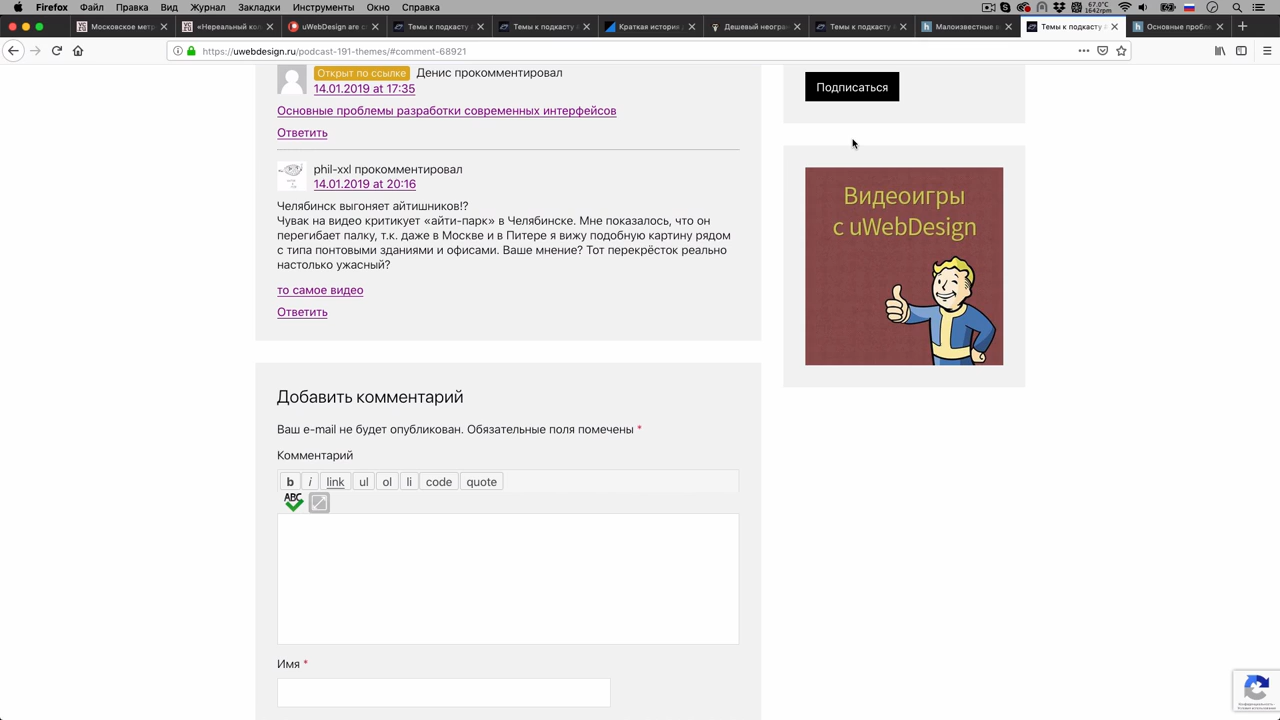 Firefox Файл Правка Вид Журнал Закладки Инструменты Окно Справка
67.0°C
1642rpm
Московское метр
«Нереальный кол
uWebDesign are c
Темы к подкасту
Темы к подкасту
Краткая история
Дешевый неогран
Темы к подкасту
Малоизвестные в
Темы к подкасту
Основные пробле
https://uwebdesign.ru/podcast-191-themes/#comment-68921
Открыт по ссылке Денис прокомментировал
14.01.2019 at 17:35
Основные проблемы разработки современных интерфейсов
Ответить
phil-xxl прокомментировал
14.01.2019 at 20:16
Челябинск выгоняет айтишников!?
Чувак на видео критикует «айти-парк» в Челябинске. Мне показалось, что он
перегибает палку, т.к. даже в Москве и в Питере я вижу подобную картину рядом
с типа понтовыми зданиями и офисами. Ваше мнение? Тот перекрёсток реально
настолько ужасный?
то самое видео
Ответить
Добавить комментарий
Ваш e-mail не будет опубликован. Обязательные поля помечены *
Комментарий
b i link ul ol li code quote
ABC
Имя *
Подписаться
Видеоигры
с uWebDesign